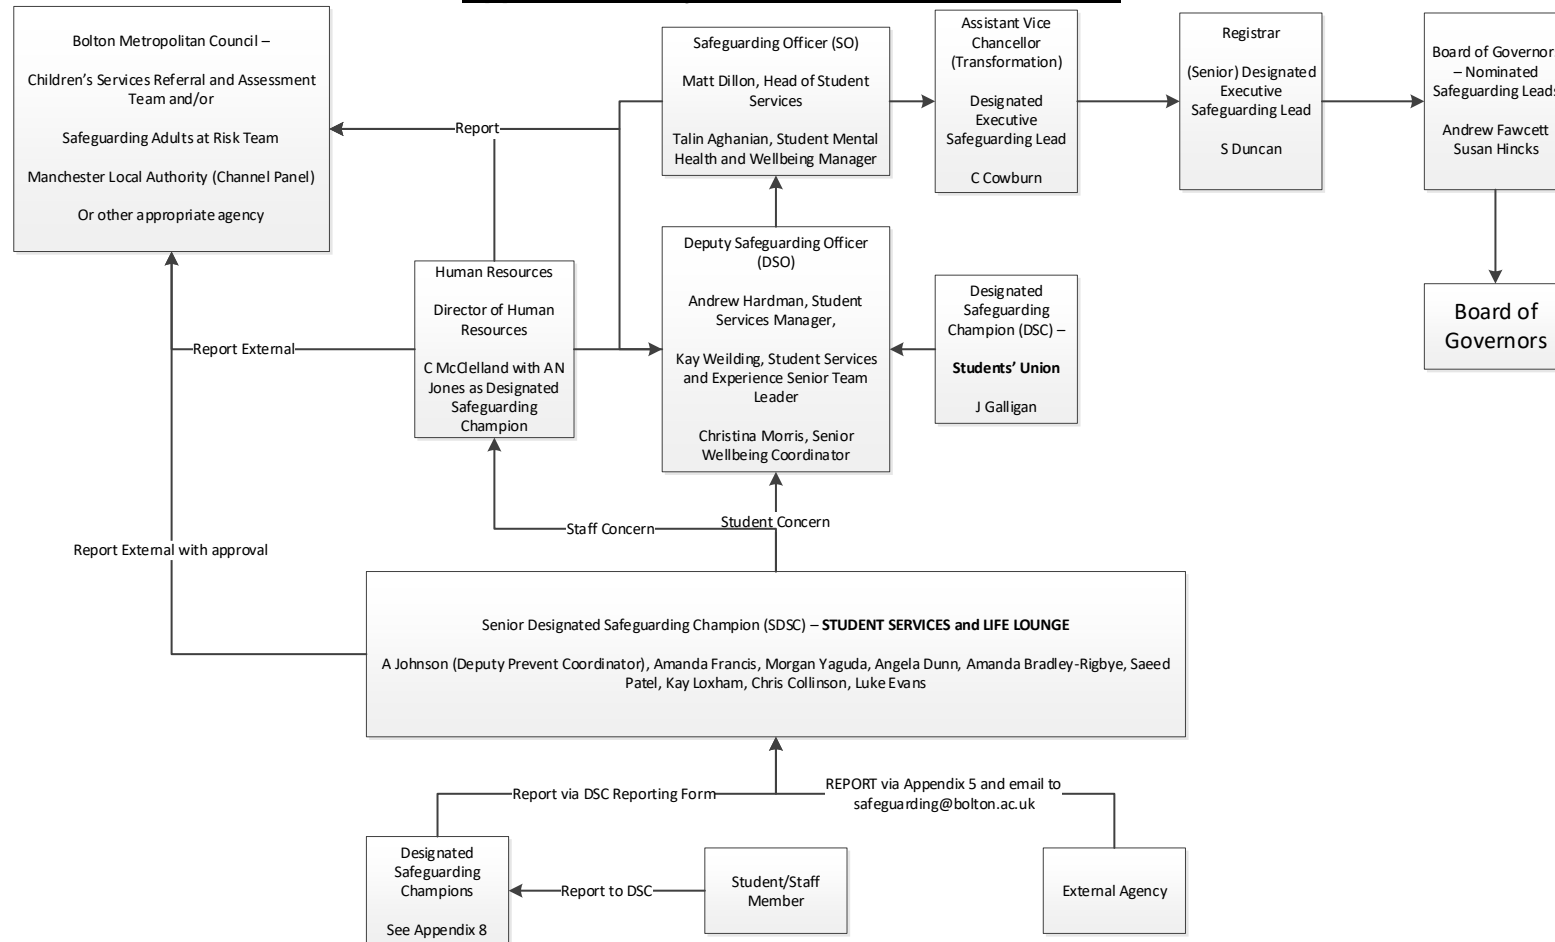 Bolton Metropolitan Council –
Children's Services Referral and Assessment
Team and/or
Safeguarding Adults at Risk Team
Manchester Local Authority (Channel Panel)
Or other appropriate agency
Safeguarding Officer (SO)
Matt Dillon, Head of Student
Services
Talin Aghanian, Student Mental
Health and Wellbeing Manager
Assistant Vice
Chancellor
(Transformation)
Designated
Executive
Safeguarding Lead
C Cowburn
Registrar
(Senior) Designated
Executive
Safeguarding Lead
S Duncan
Board of Governor
– Nominated
Safeguarding Leads
Andrew Fawcett
Susan Hincks
Report
Deputy Safeguarding Officer
(DSO)
Andrew Hardman, Student
Services Manager,
Kay Weilding, Student Services
and Experience Senior Team
Leader
Christina Morris, Senior
Wellbeing Coordinator
Human Resources
Director of Human
Resources
C McClelland with AN
Jones as Designated
Safeguarding
Champion
Designated
Safeguarding
Champion (DSC) –
Students' Union
J Galligan
Board of
Governors
Report External
Staff Concern
Student Concern
Report External with approval
Senior Designated Safeguarding Champion (SDSC) – STUDENT SERVICES and LIFE LOUNGE
A Johnson (Deputy Prevent Coordinator), Amanda Francis, Morgan Yaguda, Angela Dunn, Amanda Bradley-Rigbye, Saeed
Patel, Kay Loxham, Chris Collinson, Luke Evans
Report via DSC Reporting Form
REPORT via Appendix 5 and email to
safeguarding@bolton.ac.uk
Designated
Safeguarding
Champions
See Appendix 8
Report to DSC
Student/Staff
Member
External Agency